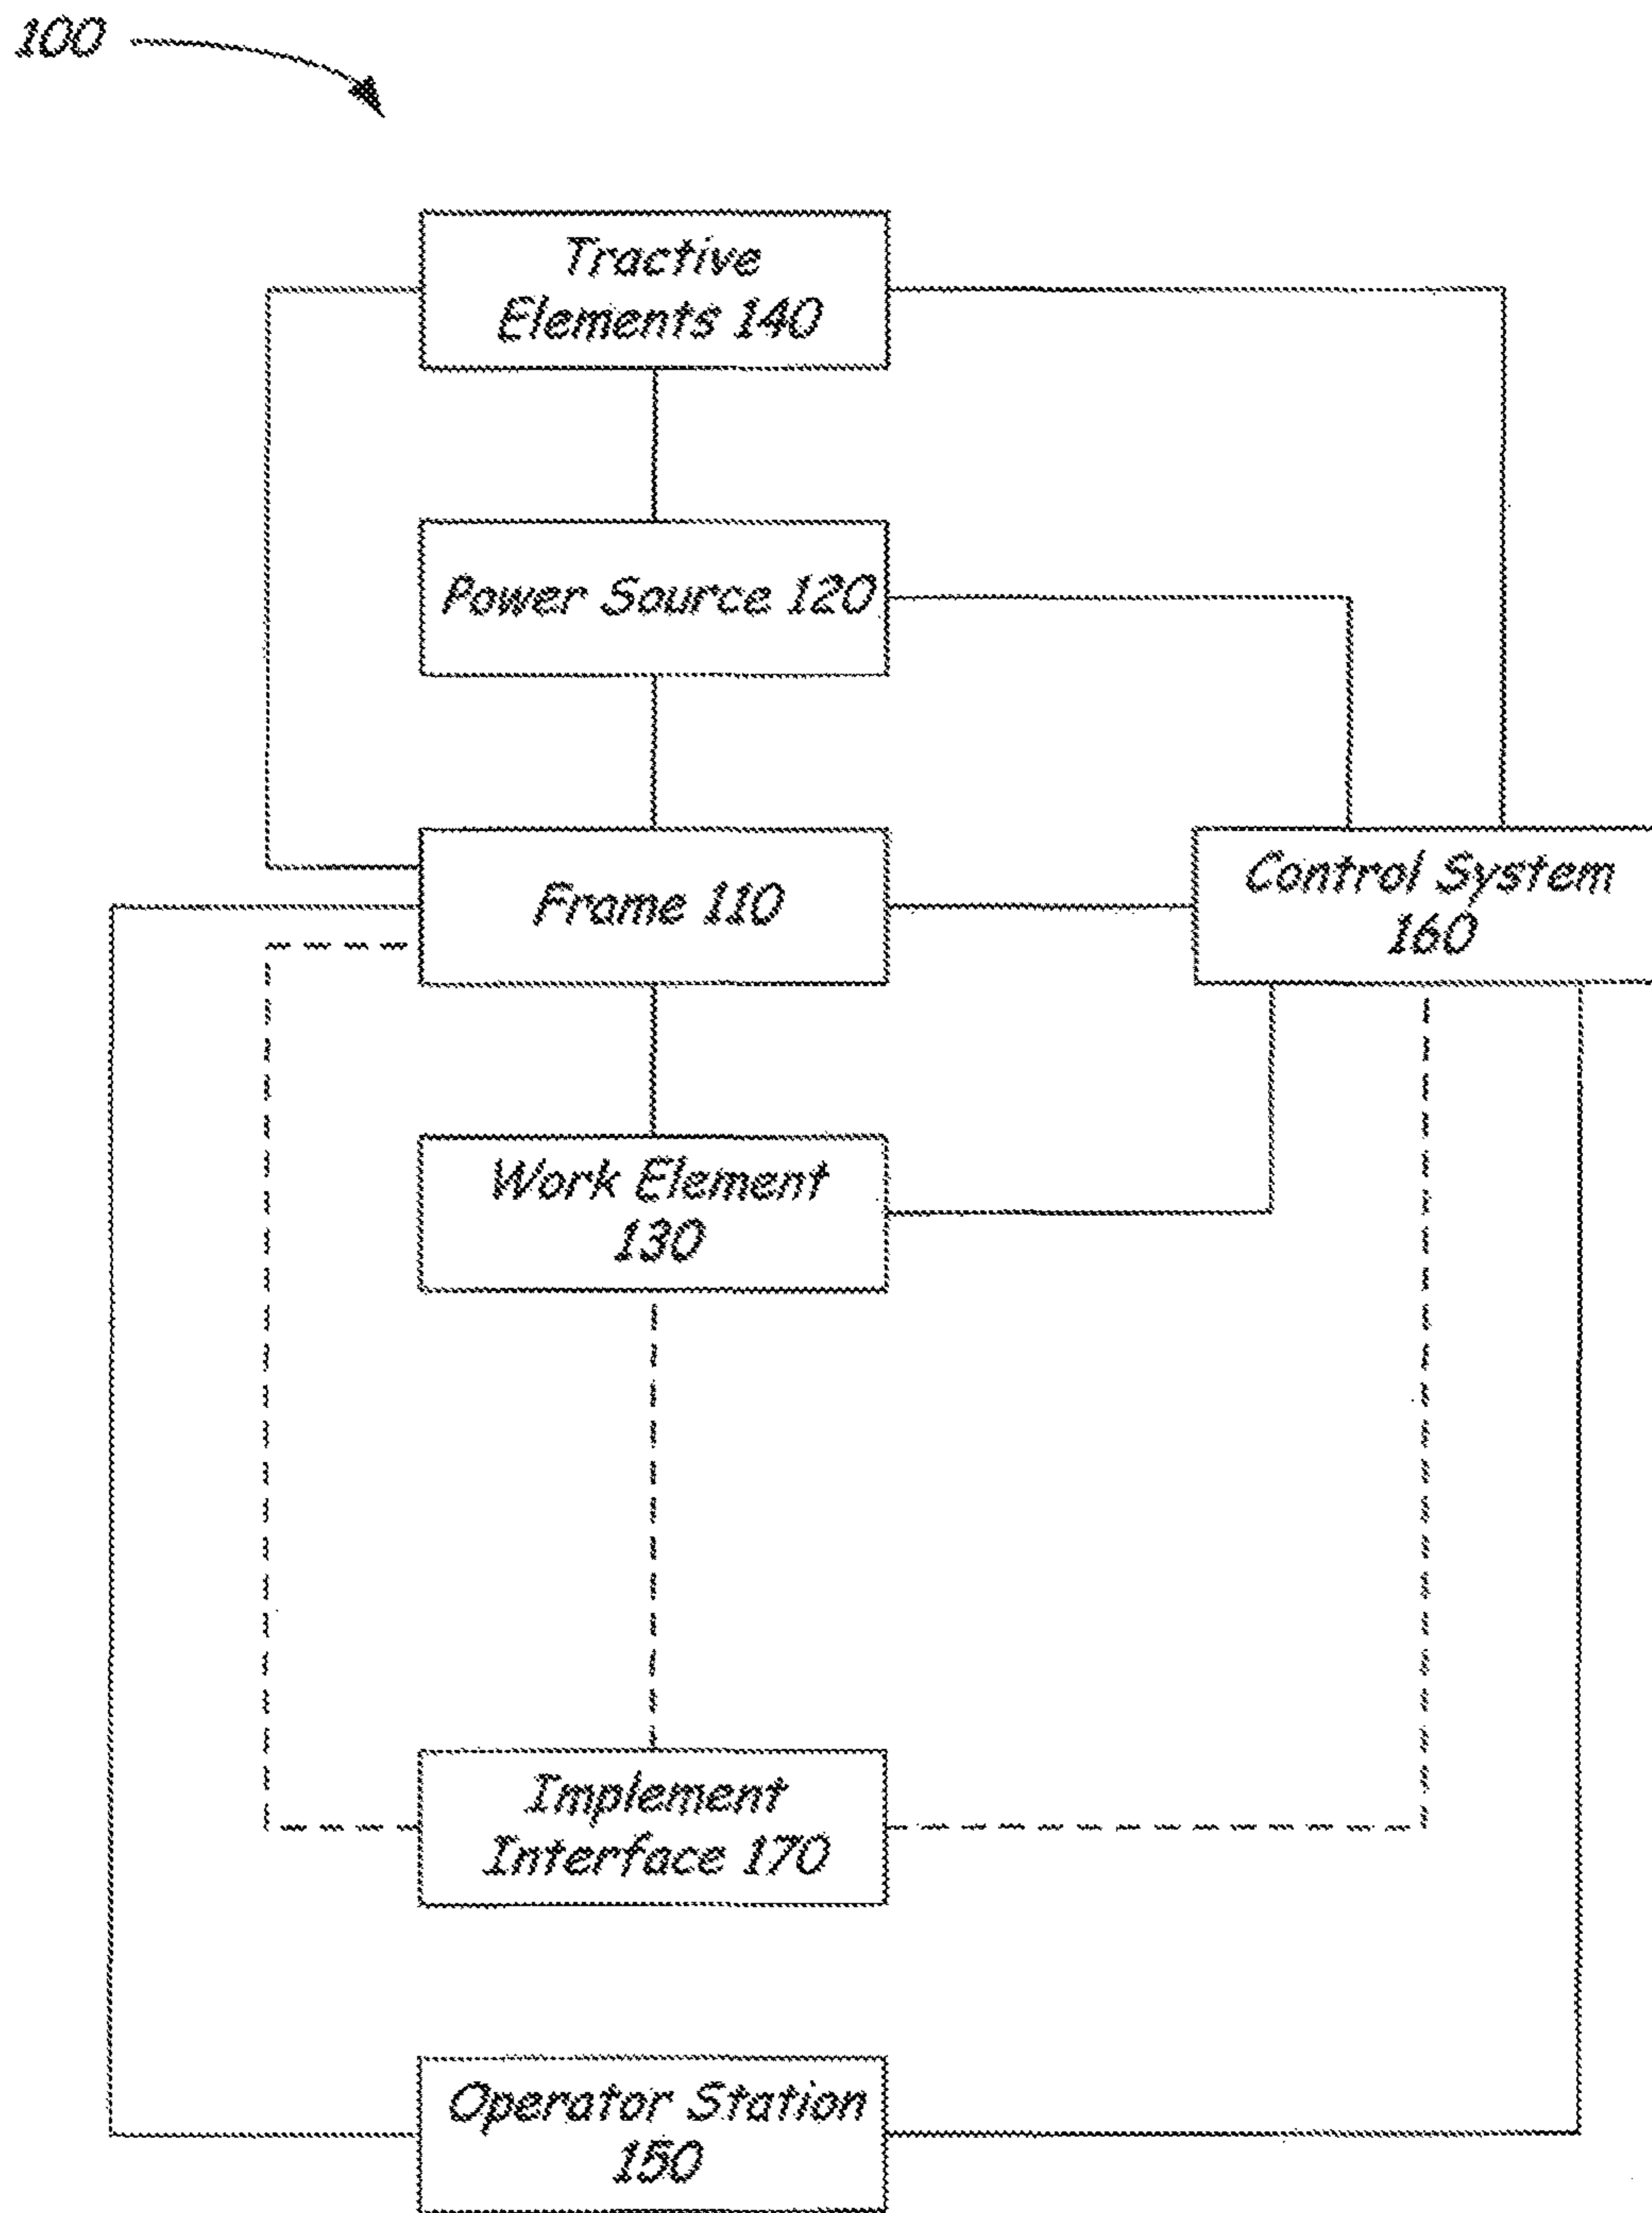 100
Tractive
Elements 140
Power Source 120
Frame 110
Control System
160
Work Element
130
Implement
Interface 170
Operator Station
150